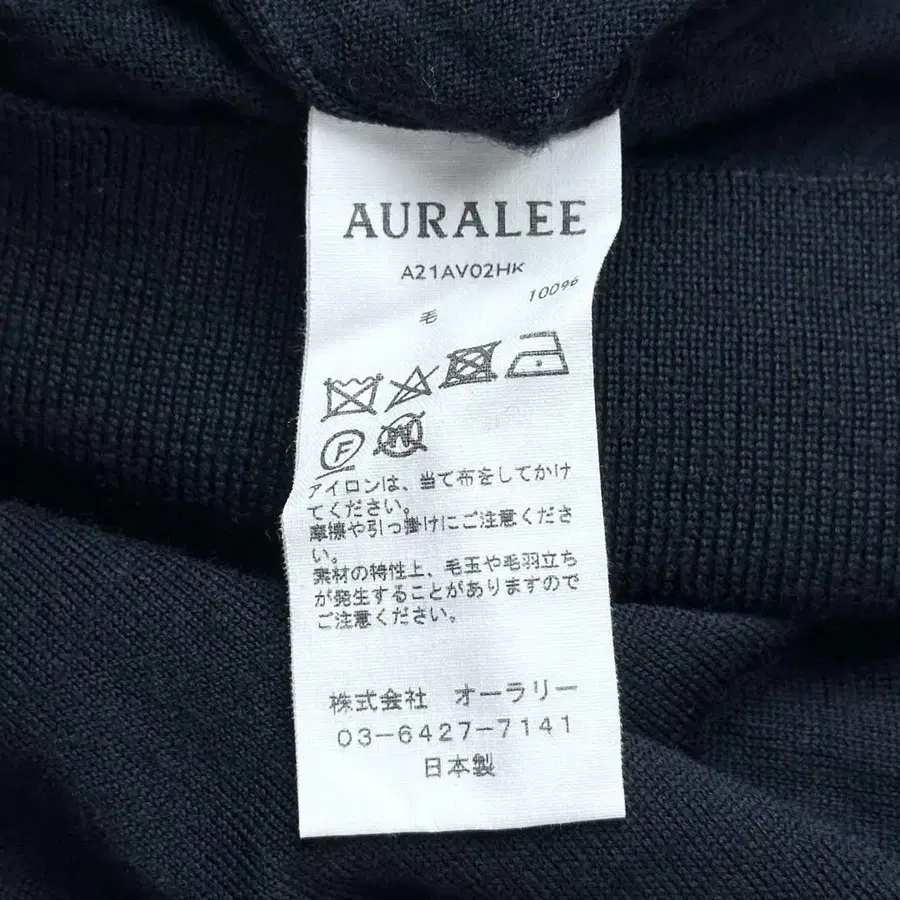 AURALEE
A21AV02HK
毛 100%
F
W
アイロンは、当て布をしてかけ
てください。
摩擦や引っ掛けにご注意くださ
い。
素材の特性上、毛玉や毛羽立ち
が発生することがありますので
ご注意ください。
株式会社 オーラリー
03-6427-7141
日本製